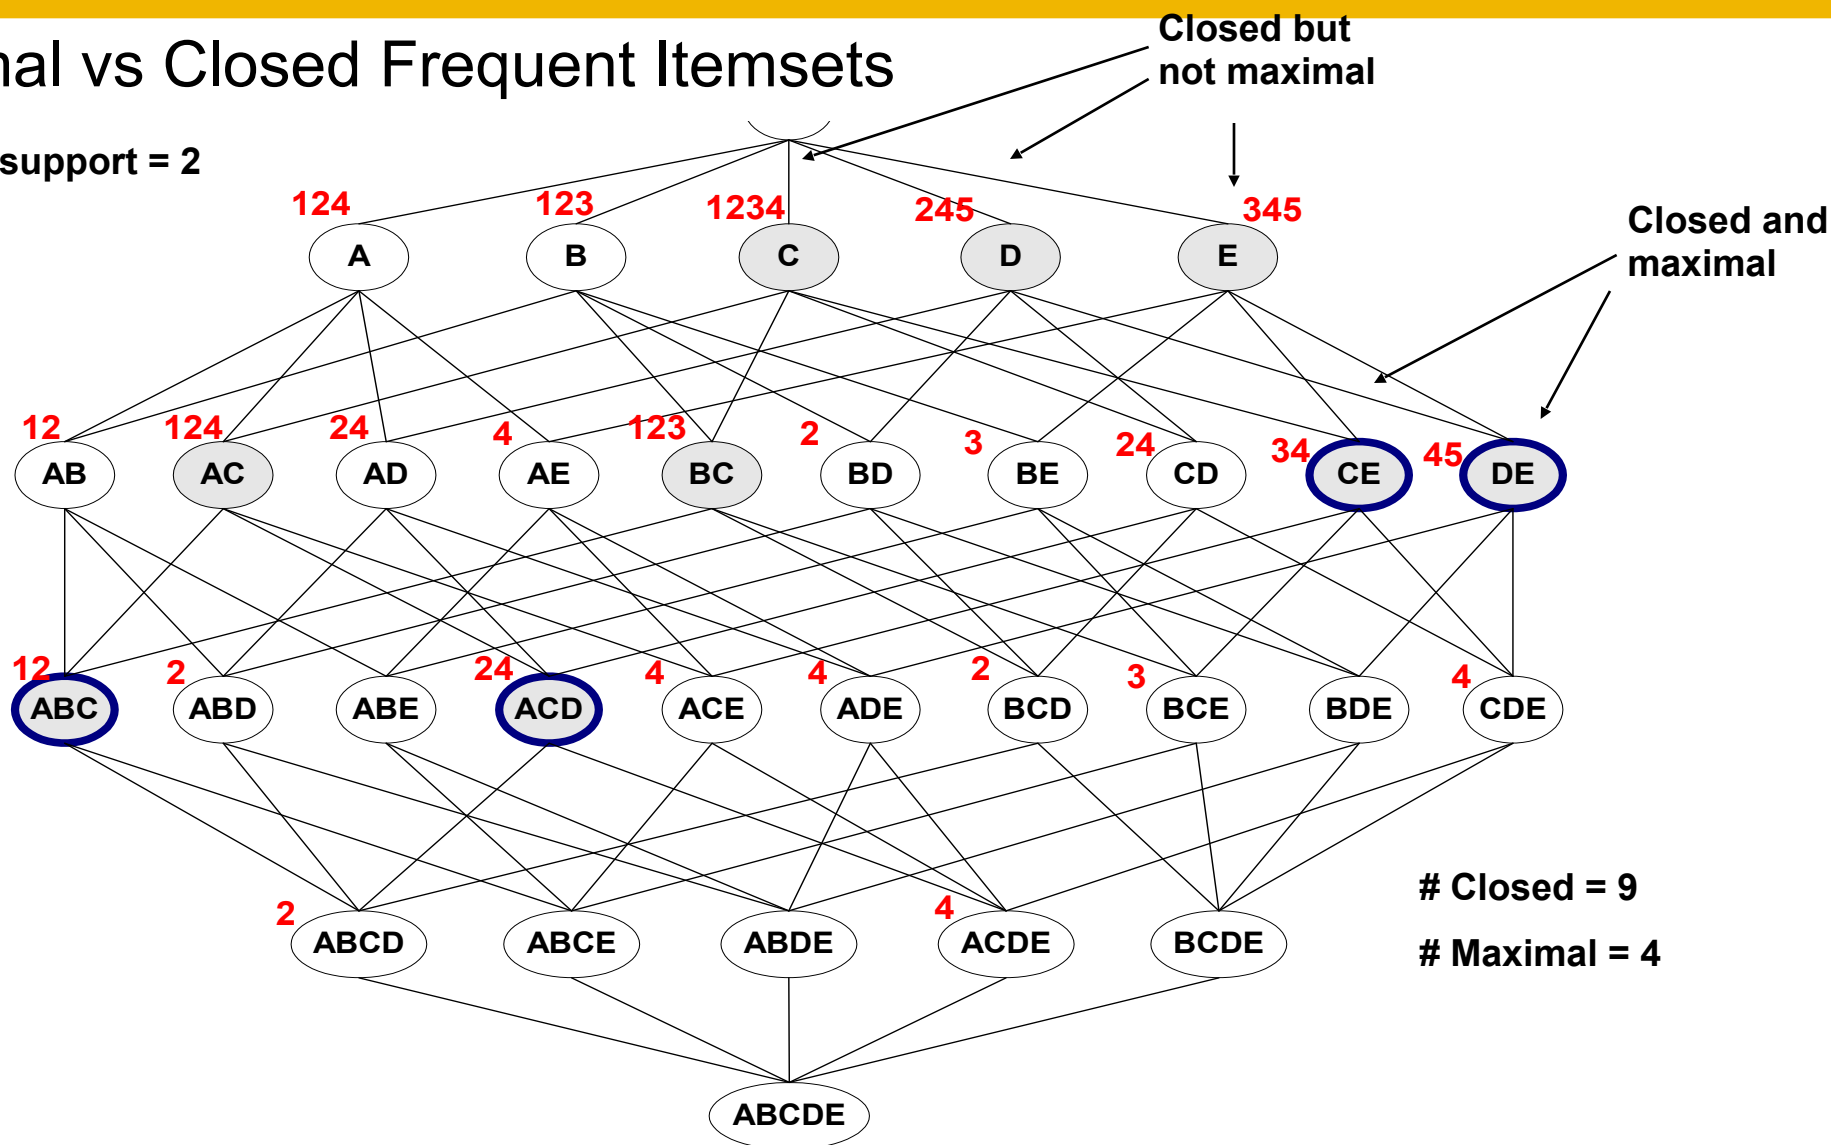 Closed but
not maximal
nal vs Closed Frequent Itemsets
support = 2
124 123 1234 245 345
Closed and
maximal
A B C D E
12 124 24 4 123 2 3 24 34 45
AB AC AD AE BC BD BE CD CE DE
12 2 24 4 4 2 3 4
ABC ABD ABE ACD ACE ADE BCD BCE BDE CDE
# Closed = 9
2 4
ABCD ABCE ABDE ACDE BCDE
# Maximal = 4
ABCDE